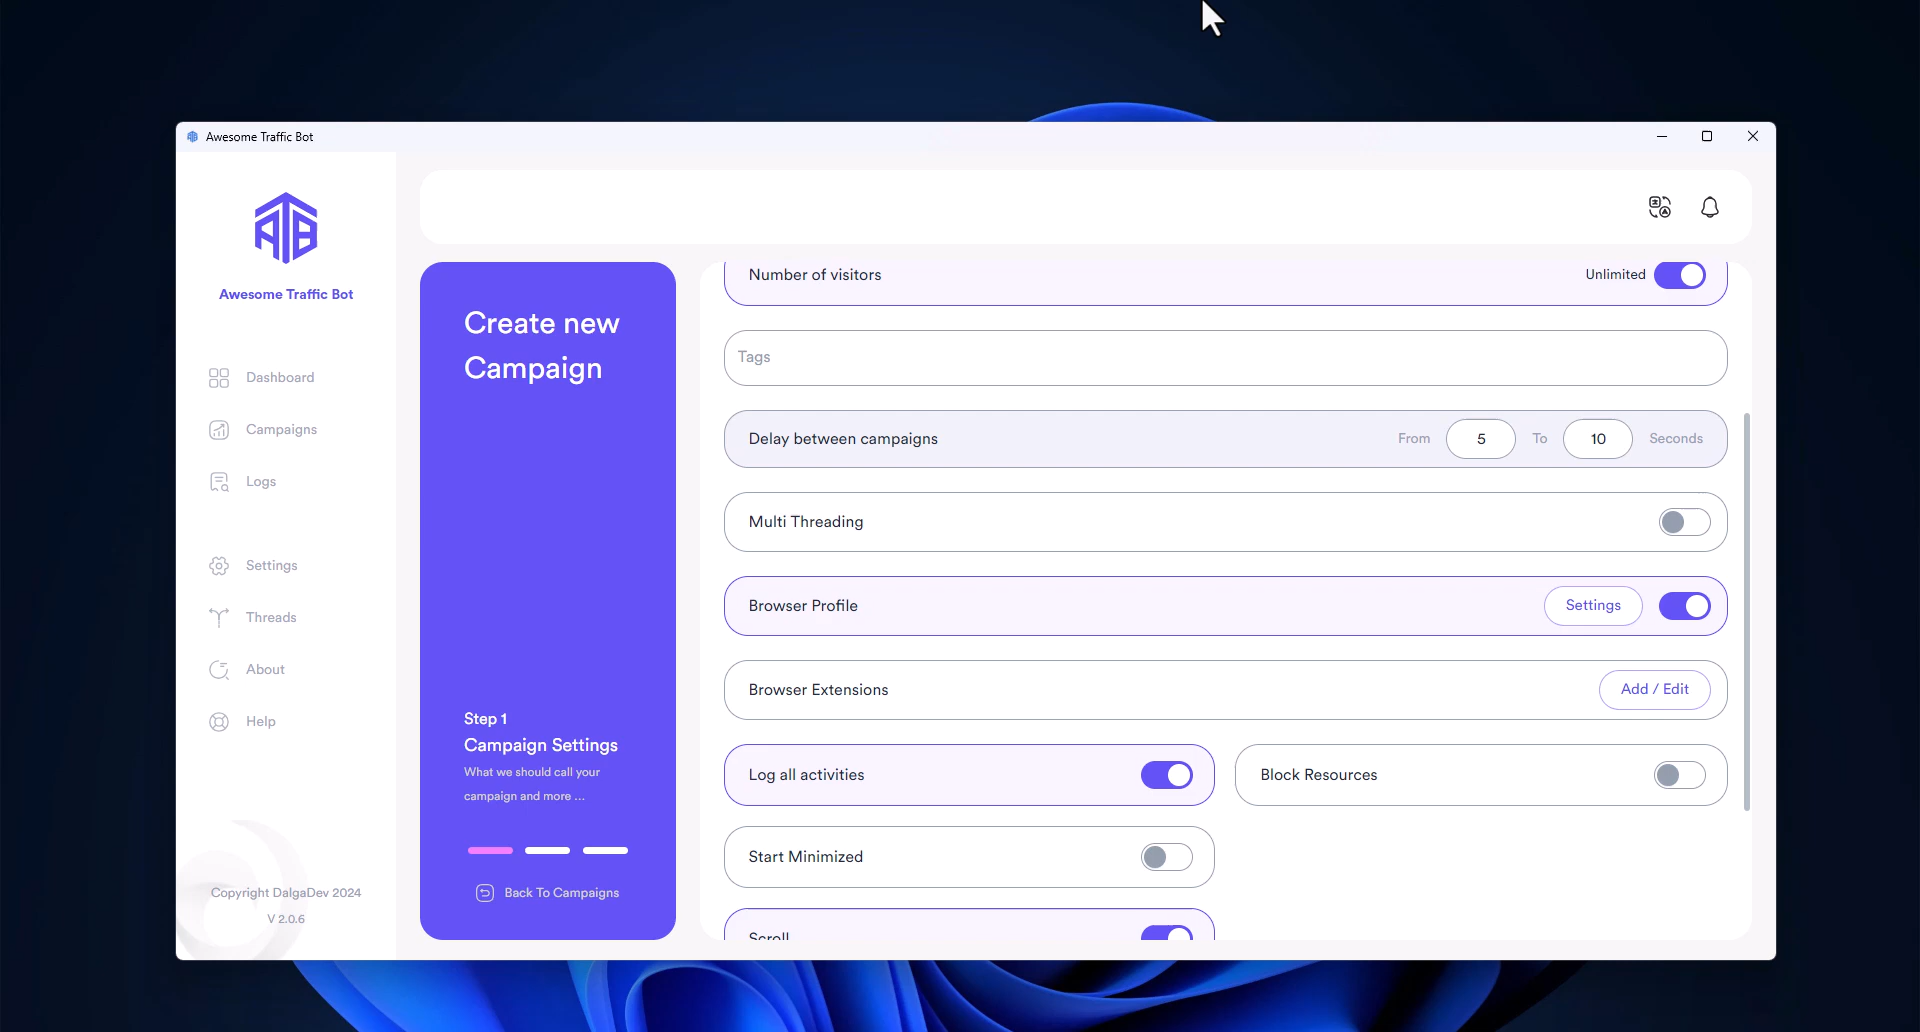 Awesome Traffic Bot
ATB
Awesome Traffic Bot
Dashboard
Campaigns
Logs
Settings
Threads
About
Help
Copyright DalgaDev 2024
V 2.0.6
Create new
Campaign
Step 1
Campaign Settings
What we should call your
campaign and more ...
Back To Campaigns
Number of visitors Unlimited
Tags
Delay between campaigns From 5 To 10 Seconds
Multi Threading
Browser Profile Settings
Browser Extensions Add / Edit
Log all activities Block Resources
Start Minimized
Scroll